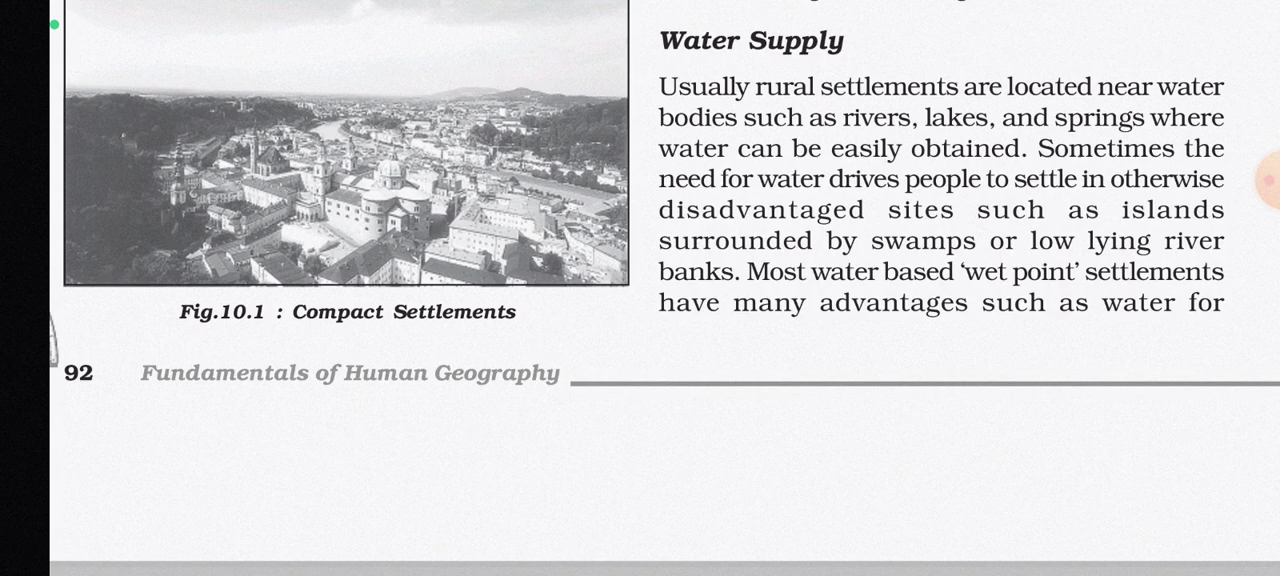 Fig.10.1 : Compact Settlements
Water Supply
Usually rural settlements are located near water
bodies such as rivers, lakes, and springs where
water can be easily obtained. Sometimes the
need for water drives people to settle in otherwise
disadvantaged sites such as islands
surrounded by swamps or low lying river
banks. Most water based ‘wet point’ settlements
have many advantages such as water for
92 Fundamentals of Human Geography